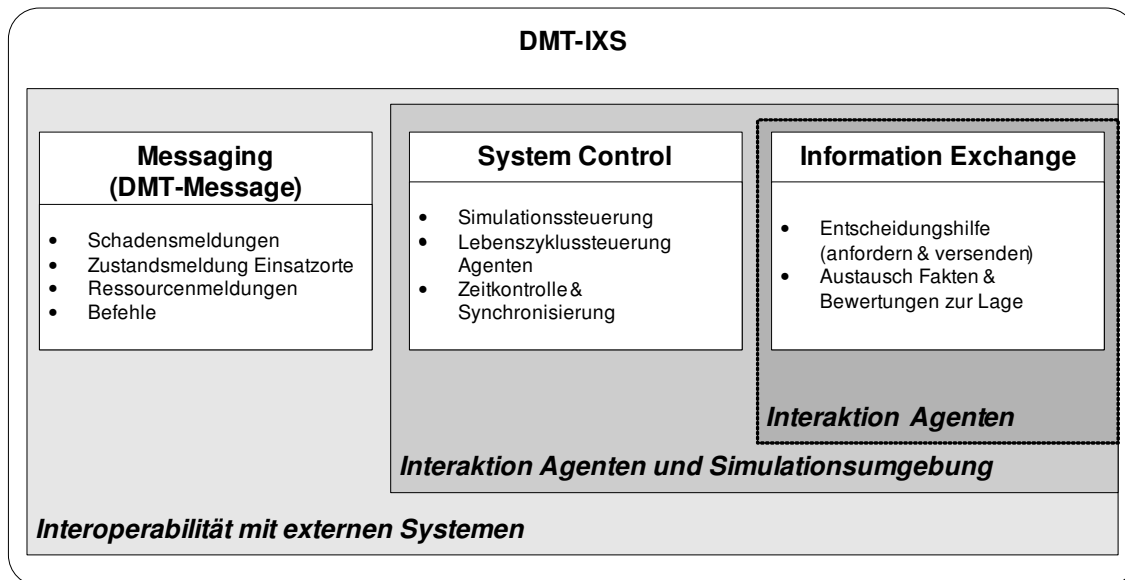 DMT-IXS
Messaging
(DMT-Message)
• Schadensmeldungen
• Zustandsmeldung Einsatzorte
• Ressourcenmeldungen
• Befehle
System Control
• Simulationssteuerung
• Lebenszyklussteuerung
Agenten
• Zeitkontrolle &
Synchronisierung
Information Exchange
• Entscheidungshilfe
(anfordern & versenden)
• Austausch Fakten &
Bewertungen zur Lage
Interaktion Agenten
Interaktion Agenten und Simulationsumgebung
Interoperabilität mit externen Systemen